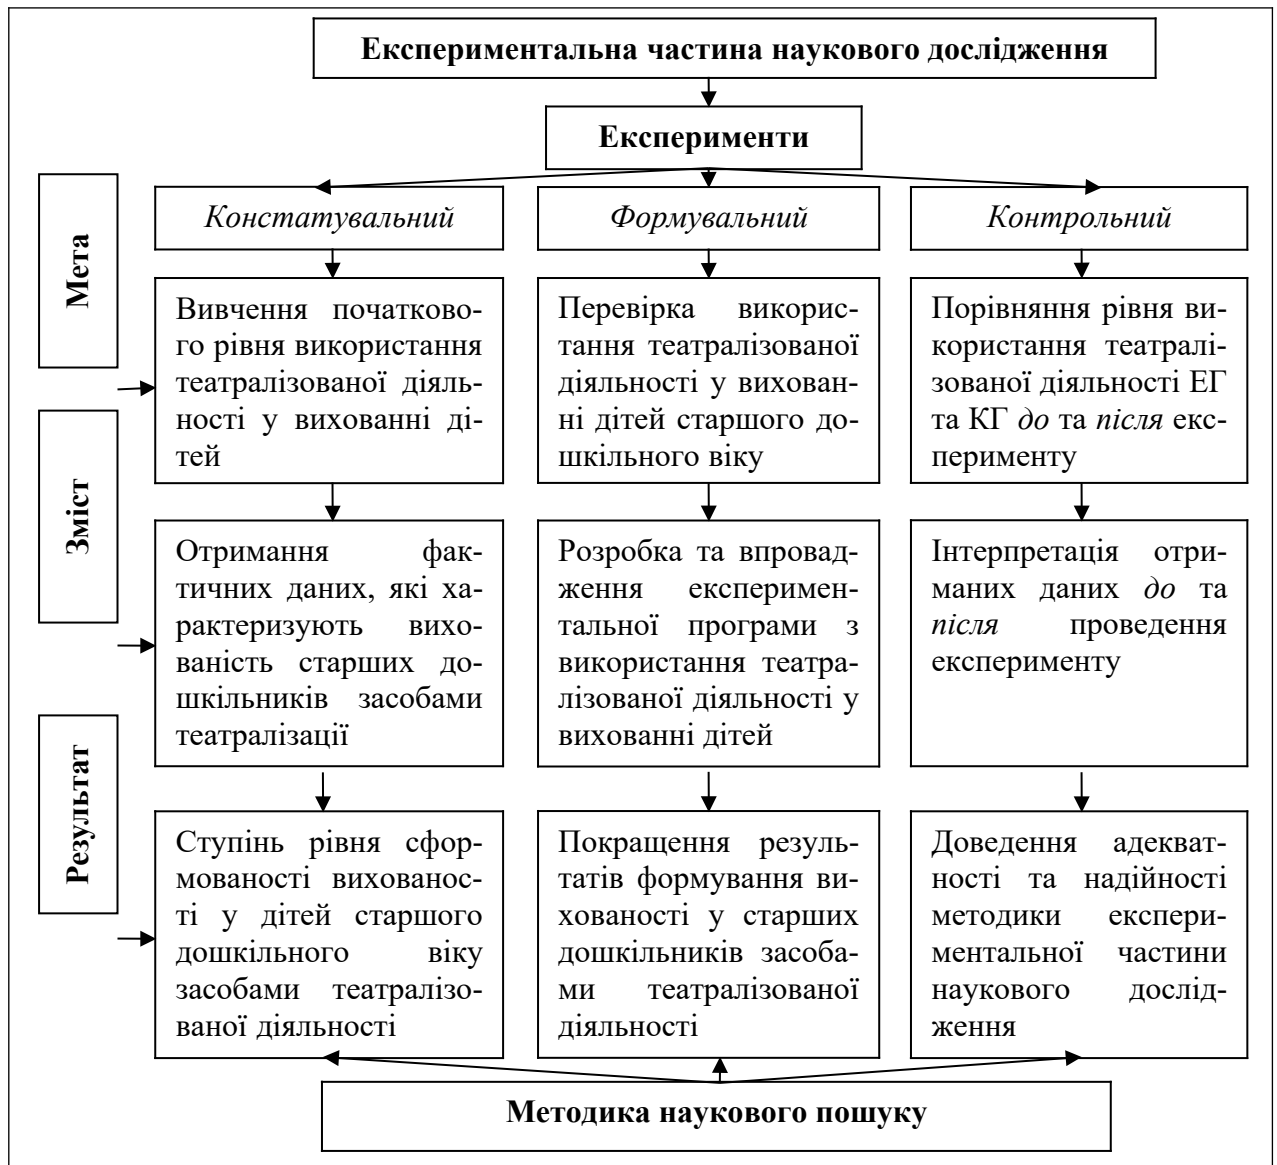 Експериментальна частина наукового дослідження
Експерименти
Констатувальний
Формувальний
Контрольний
Мета
Вивчення початково-
го рівня використання
театралізованої діяль-
ності у вихованні ді-
тей
Перевірка викорис-
тання театралізованої
діяльності у вихован-
ні дітей старшого до-
шкільного віку
Порівняння рівня ви-
користання театралі-
зованої діяльності ЕГ
та КГ до та після екс-
перименту
Зміст
Отримання фак-
тичних даних, які ха-
рактеризують вихо-
ваність старших до-
шкільників засобами
театралізації
Розробка та впровад-
ження експеримен-
тальної програми з
використання театра-
лізованої діяльності у
вихованні дітей
Інтерпретація отри-
маних даних до та
після проведення
експерименту
Результат
Ступінь рівня сфор-
мованості вихованос-
ті у дітей старшого
дошкільного віку
засобами театралізо-
ваної діяльності
Покращення резуль-
татів формування ви-
хованості у старших
дошкільників засоба-
ми театралізованої
діяльності
Доведення адекват-
ності та надійності
методики експери-
ментальної частини
наукового дослід-
ження
Методика наукового пошуку